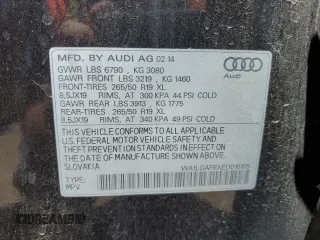 MFD. BY AUDI AG 02 14
GVWR LBS 6790 , KG 3080
GAWR FRONT LBS 3219 , KG 1460
FRONT-TIRES 265/50 R19 XL
8,5JX19 RIMS, AT 300 KPA 44 PSI COLD
GAWR REAR LBS 3913 , KG 1775
REAR-TIRES 265/50 R19 XL
8,5JX19 RIMS, AT 340 KPA 49 PSI COLD
Audi
THIS VEHICLE CONFORMS TO ALL APPLICABLE
U.S. FEDERAL MOTOR VEHICLE SAFETY AND
THEFT PREVENTION STANDARDS IN EFFECT
ON THE DATE OF MANUFACTURE SHOWN ABOVE.
SLOVAKIA
TYPE:
MPV
KIDREAMBID